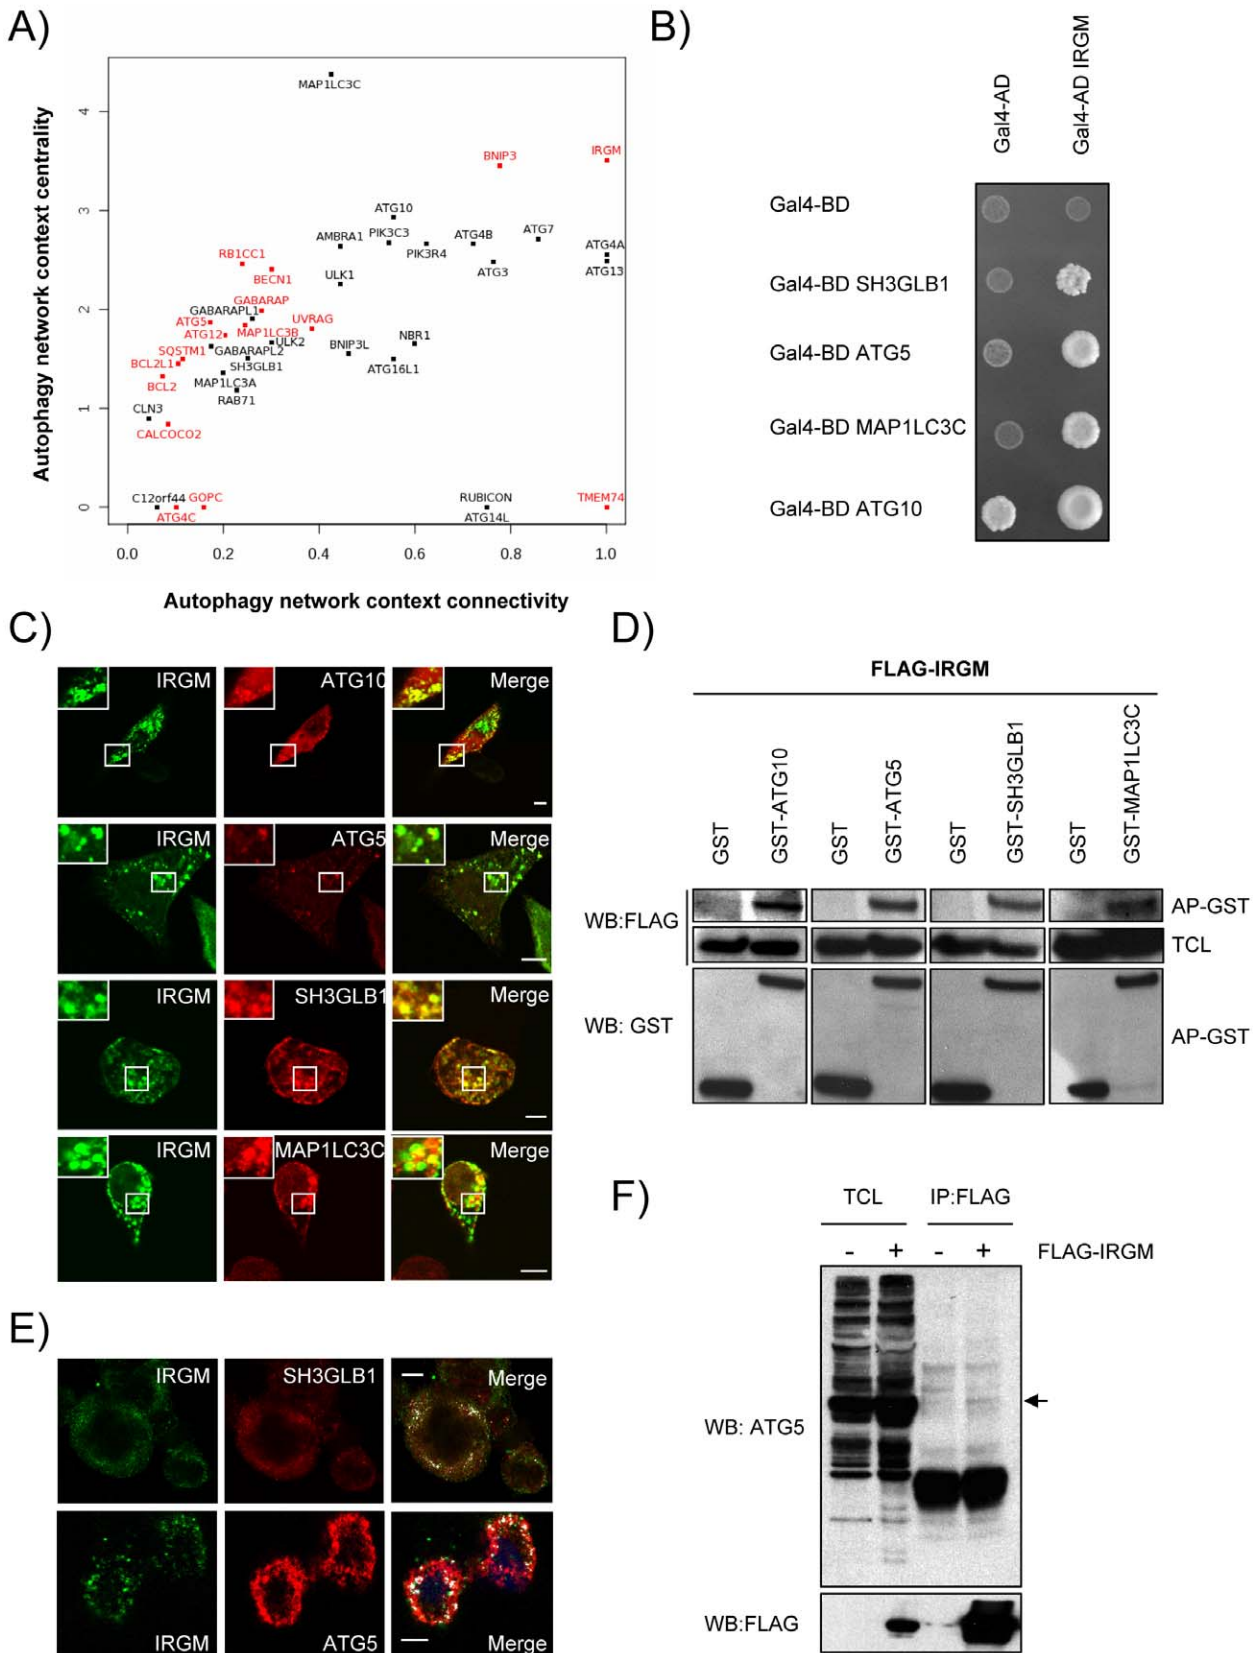 A)
Autophagy network context centrality
4
3
2
1
0
MAP1LC3C
BNIP3
IRGM
ATG10
AMBRA1
PIK3C3
PIK3R4
ATG4B
ATG7
ATG3
ATG4A
ATG13
RB1CC1
BECN1
ULK1
GABARAP
GABARAPL1
ATG5
MAP1LC3B
UVRAG
ATG12
ULK2
NBR1
SQSTM1
GABARAPL2
BNIP3L
BCL2L1
SH3GLB1
ATG16L1
BCL2
MAP1LC3A
RAB71
CLN3
CALCOCO2
C12orf44
GOPC
ATG4C
RUBICON
ATG14L
TMEM74
0.0 0.2 0.4 0.6 0.8 1.0
Autophagy network context connectivity
B)
Gal4-AD
Gal4-AD IRGM
Gal4-BD
Gal4-BD SH3GLB1
Gal4-BD ATG5
Gal4-BD MAP1LC3C
Gal4-BD ATG10
C)
IRGM ATG10 Merge
IRGM ATG5 Merge
IRGM SH3GLB1 Merge
IRGM MAP1LC3C Merge
D)
FLAG-IRGM
GST
GST-ATG10
GST
GST-ATG5
GST
GST-SH3GLB1
GST
GST-MAP1LC3C
WB:FLAG
AP-GST
TCL
WB: GST
AP-GST
E)
IRGM SH3GLB1 Merge
IRGM ATG5 Merge
F)
TCL IP:FLAG
- + - + FLAG-IRGM
WB: ATG5
WB:FLAG